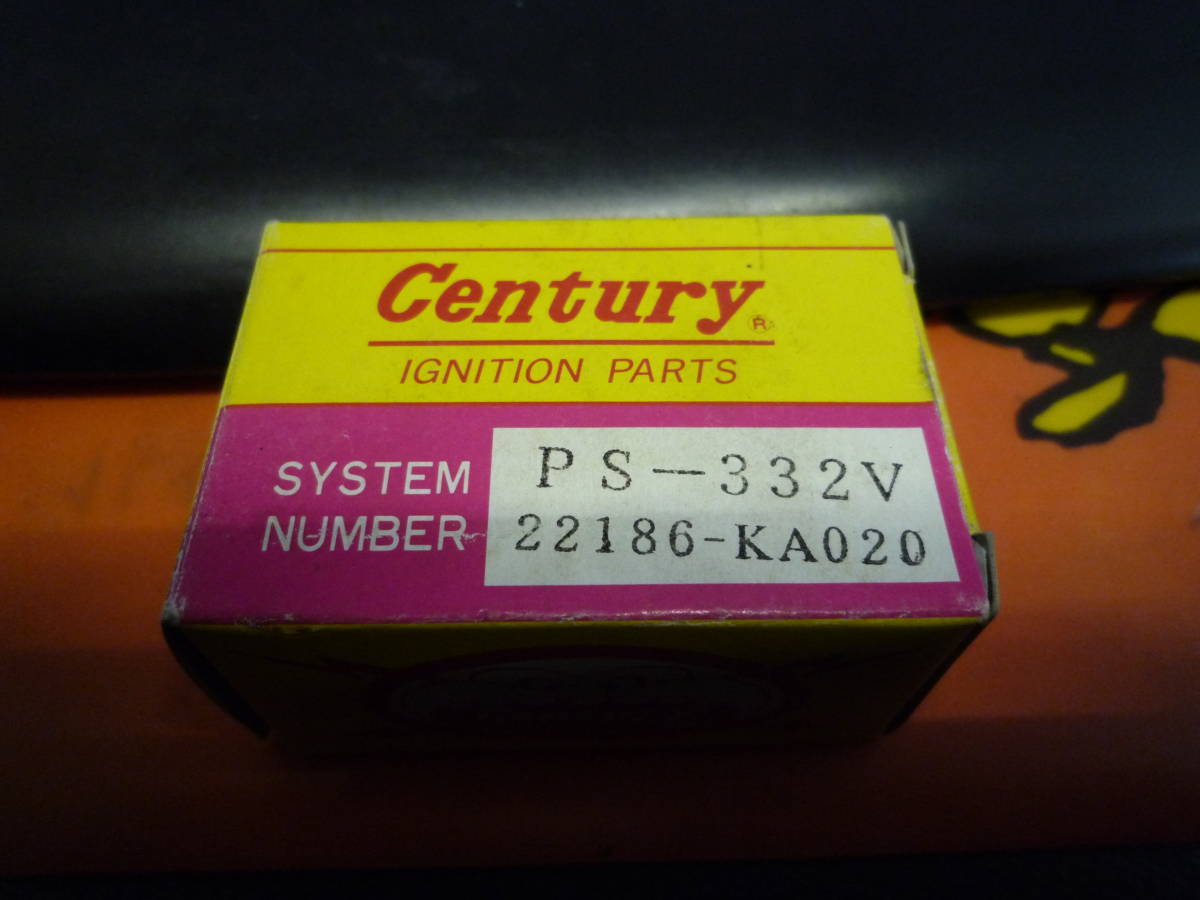 Century®
IGNITION PARTS
SYSTEM NUMBER
PS-332V
22186-KA020